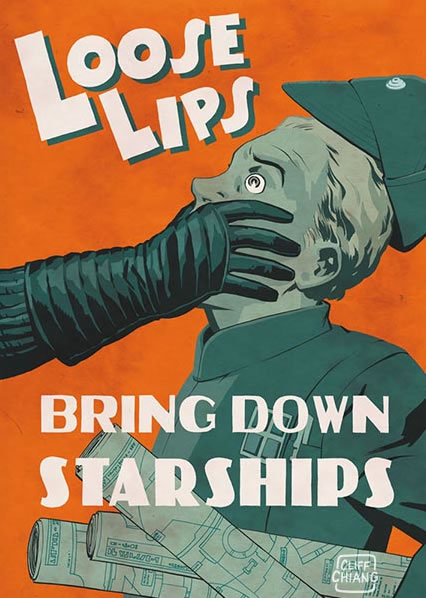 LOOSE
LIPS
BRING DOWN
STARSHIPS
CLIFF
CHIANG